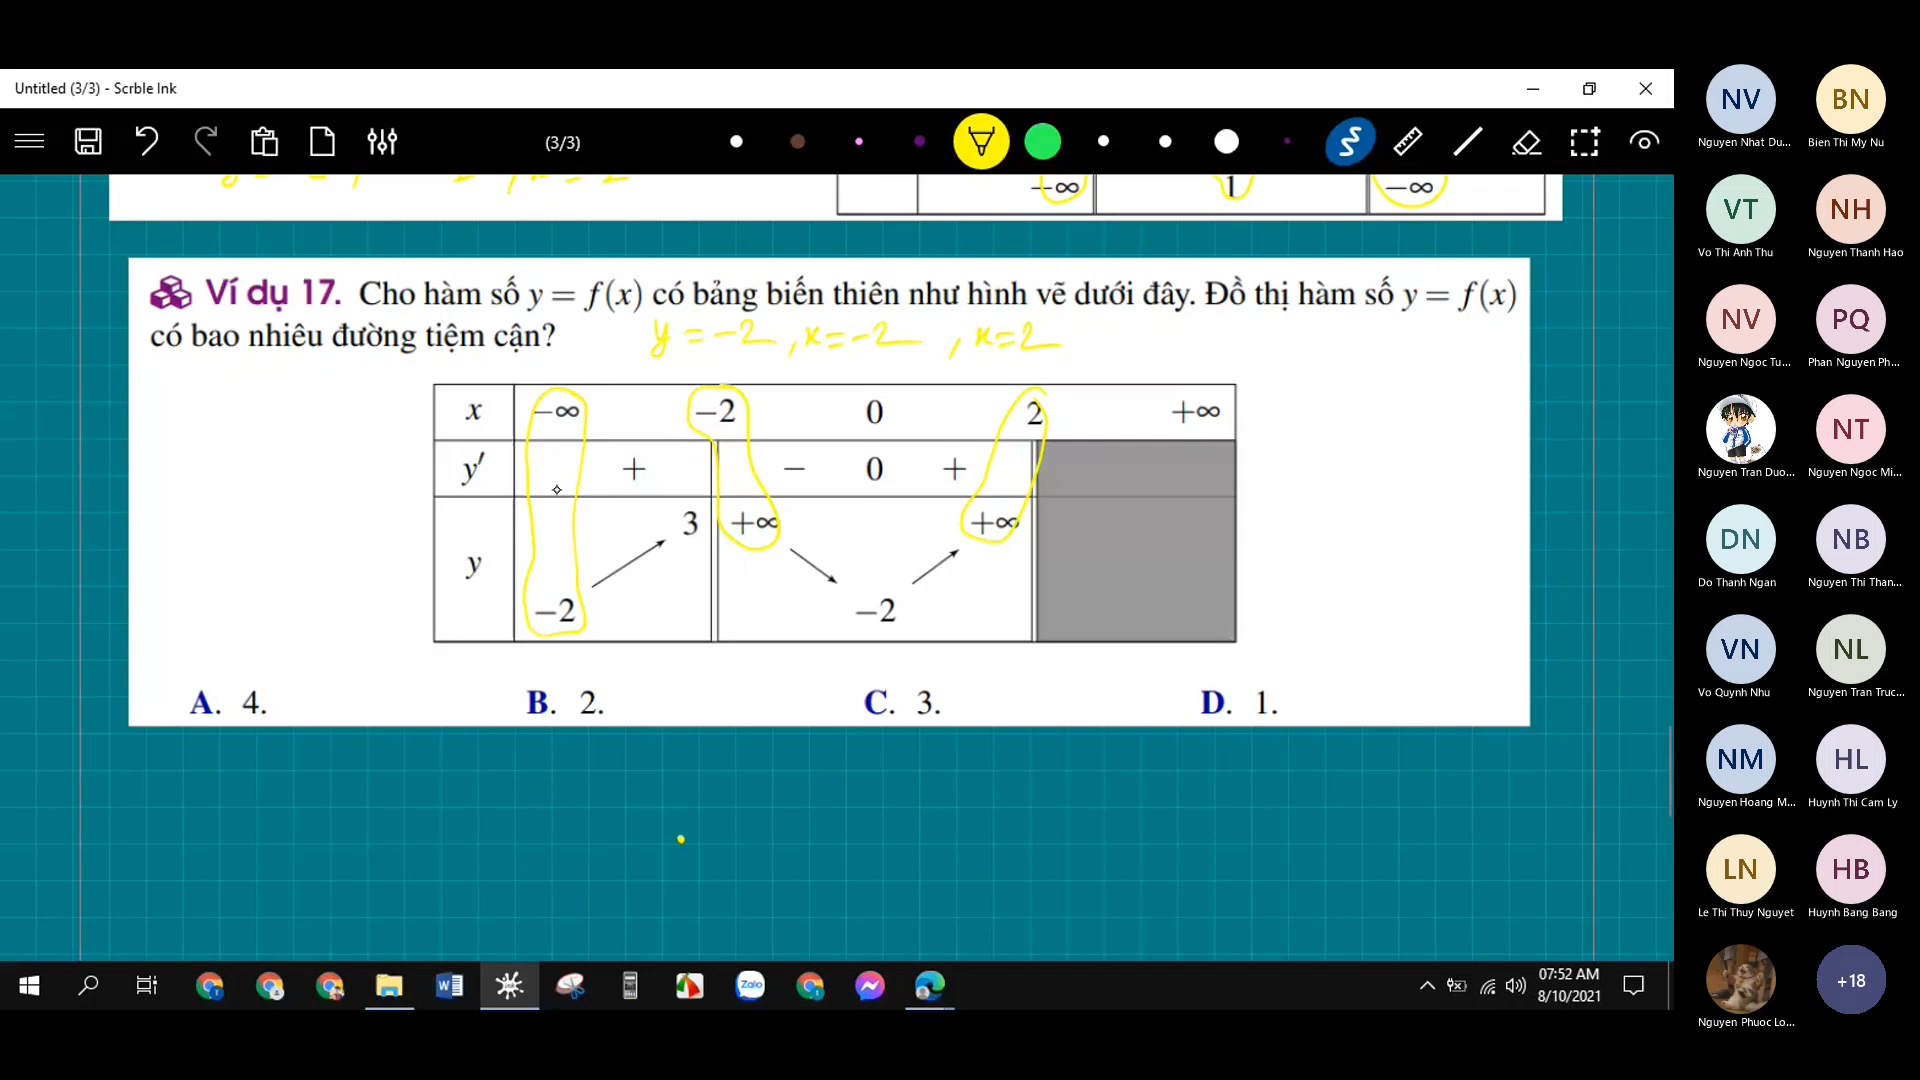 Untitled (3/3) - Scrble Ink
(3/3)
−∞ 1 −∞
Ví dụ 17. Cho hàm số y = f(x) có bảng biến thiên như hình vẽ dưới đây. Đồ thị hàm số y = f(x)
có bao nhiêu đường tiệm cận? y = -2, x = -2, x = 2
x −∞ −2 0 2 +∞
y′ + − 0 +
3 +∞ +∞
y
−2 −2
A. 4. B. 2. C. 3. D. 1.
NV BN
Nguyen Nhat Du... Bien Thi My Nu
VT NH
Vo Thi Anh Thu Nguyen Thanh Hao
NV PQ
Nguyen Ngoc Tu... Phan Nguyen Ph...
NT
Nguyen Tran Duo... Nguyen Ngoc Mi...
DN NB
Do Thanh Ngan Nguyen Thi Than...
VN NL
Vo Quynh Nhu Nguyen Tran Truc...
NM HL
Nguyen Hoang M... Huynh Thi Cam Ly
LN HB
Le Thi Thuy Nguyet Huynh Bang Bang
+18
Nguyen Phuoc Lo...
Zalo
07:52 AM
8/10/2021